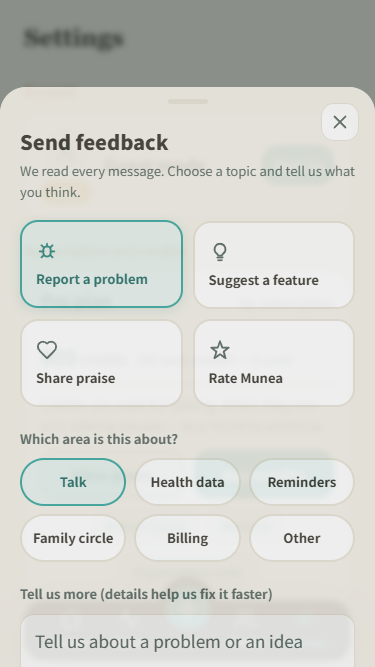 Settings
Send feedback
We read every message. Choose a topic and tell us what
you think.
Report a problem
Suggest a feature
Share praise
Rate Munea
Which area is this about?
Talk
Health data
Reminders
Family circle
Billing
Other
Tell us more (details help us fix it faster)
Tell us about a problem or an idea